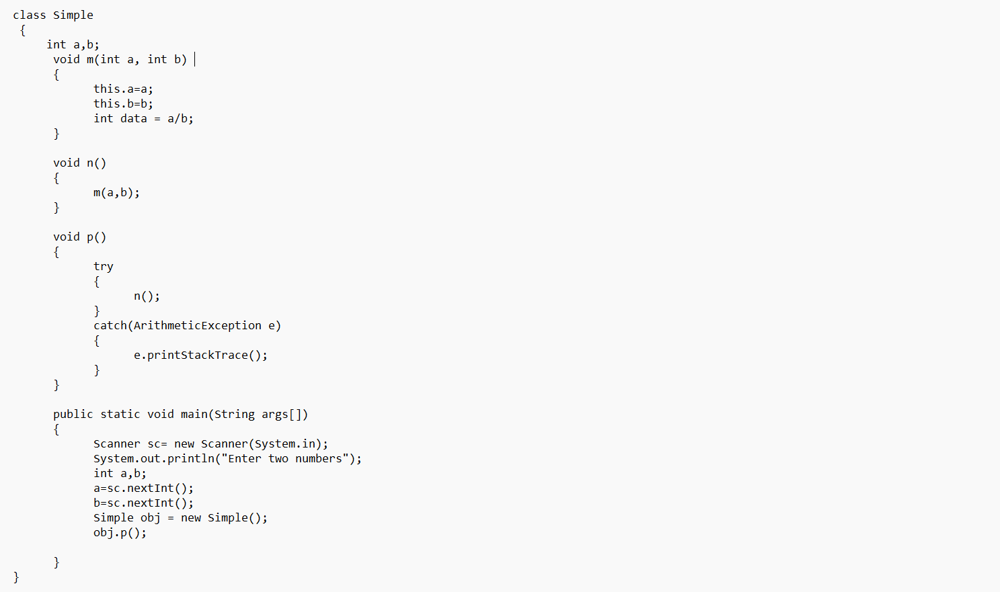 class Simple
{
int a,b;
void m(int a, int b)
{
this.a=a;
this.b=b;
int data = a/b;
}
void n()
{
m(a,b);
}
void p()
{
try
{
n();
}
catch(ArithmeticException e)
{
e.printStackTrace();
}
}
public static void main(String args[])
{
Scanner sc= new Scanner(System.in);
System.out.println("Enter two numbers");
int a,b;
a=sc.nextInt();
b=sc.nextInt();
Simple obj = new Simple();
obj.p();
}
}